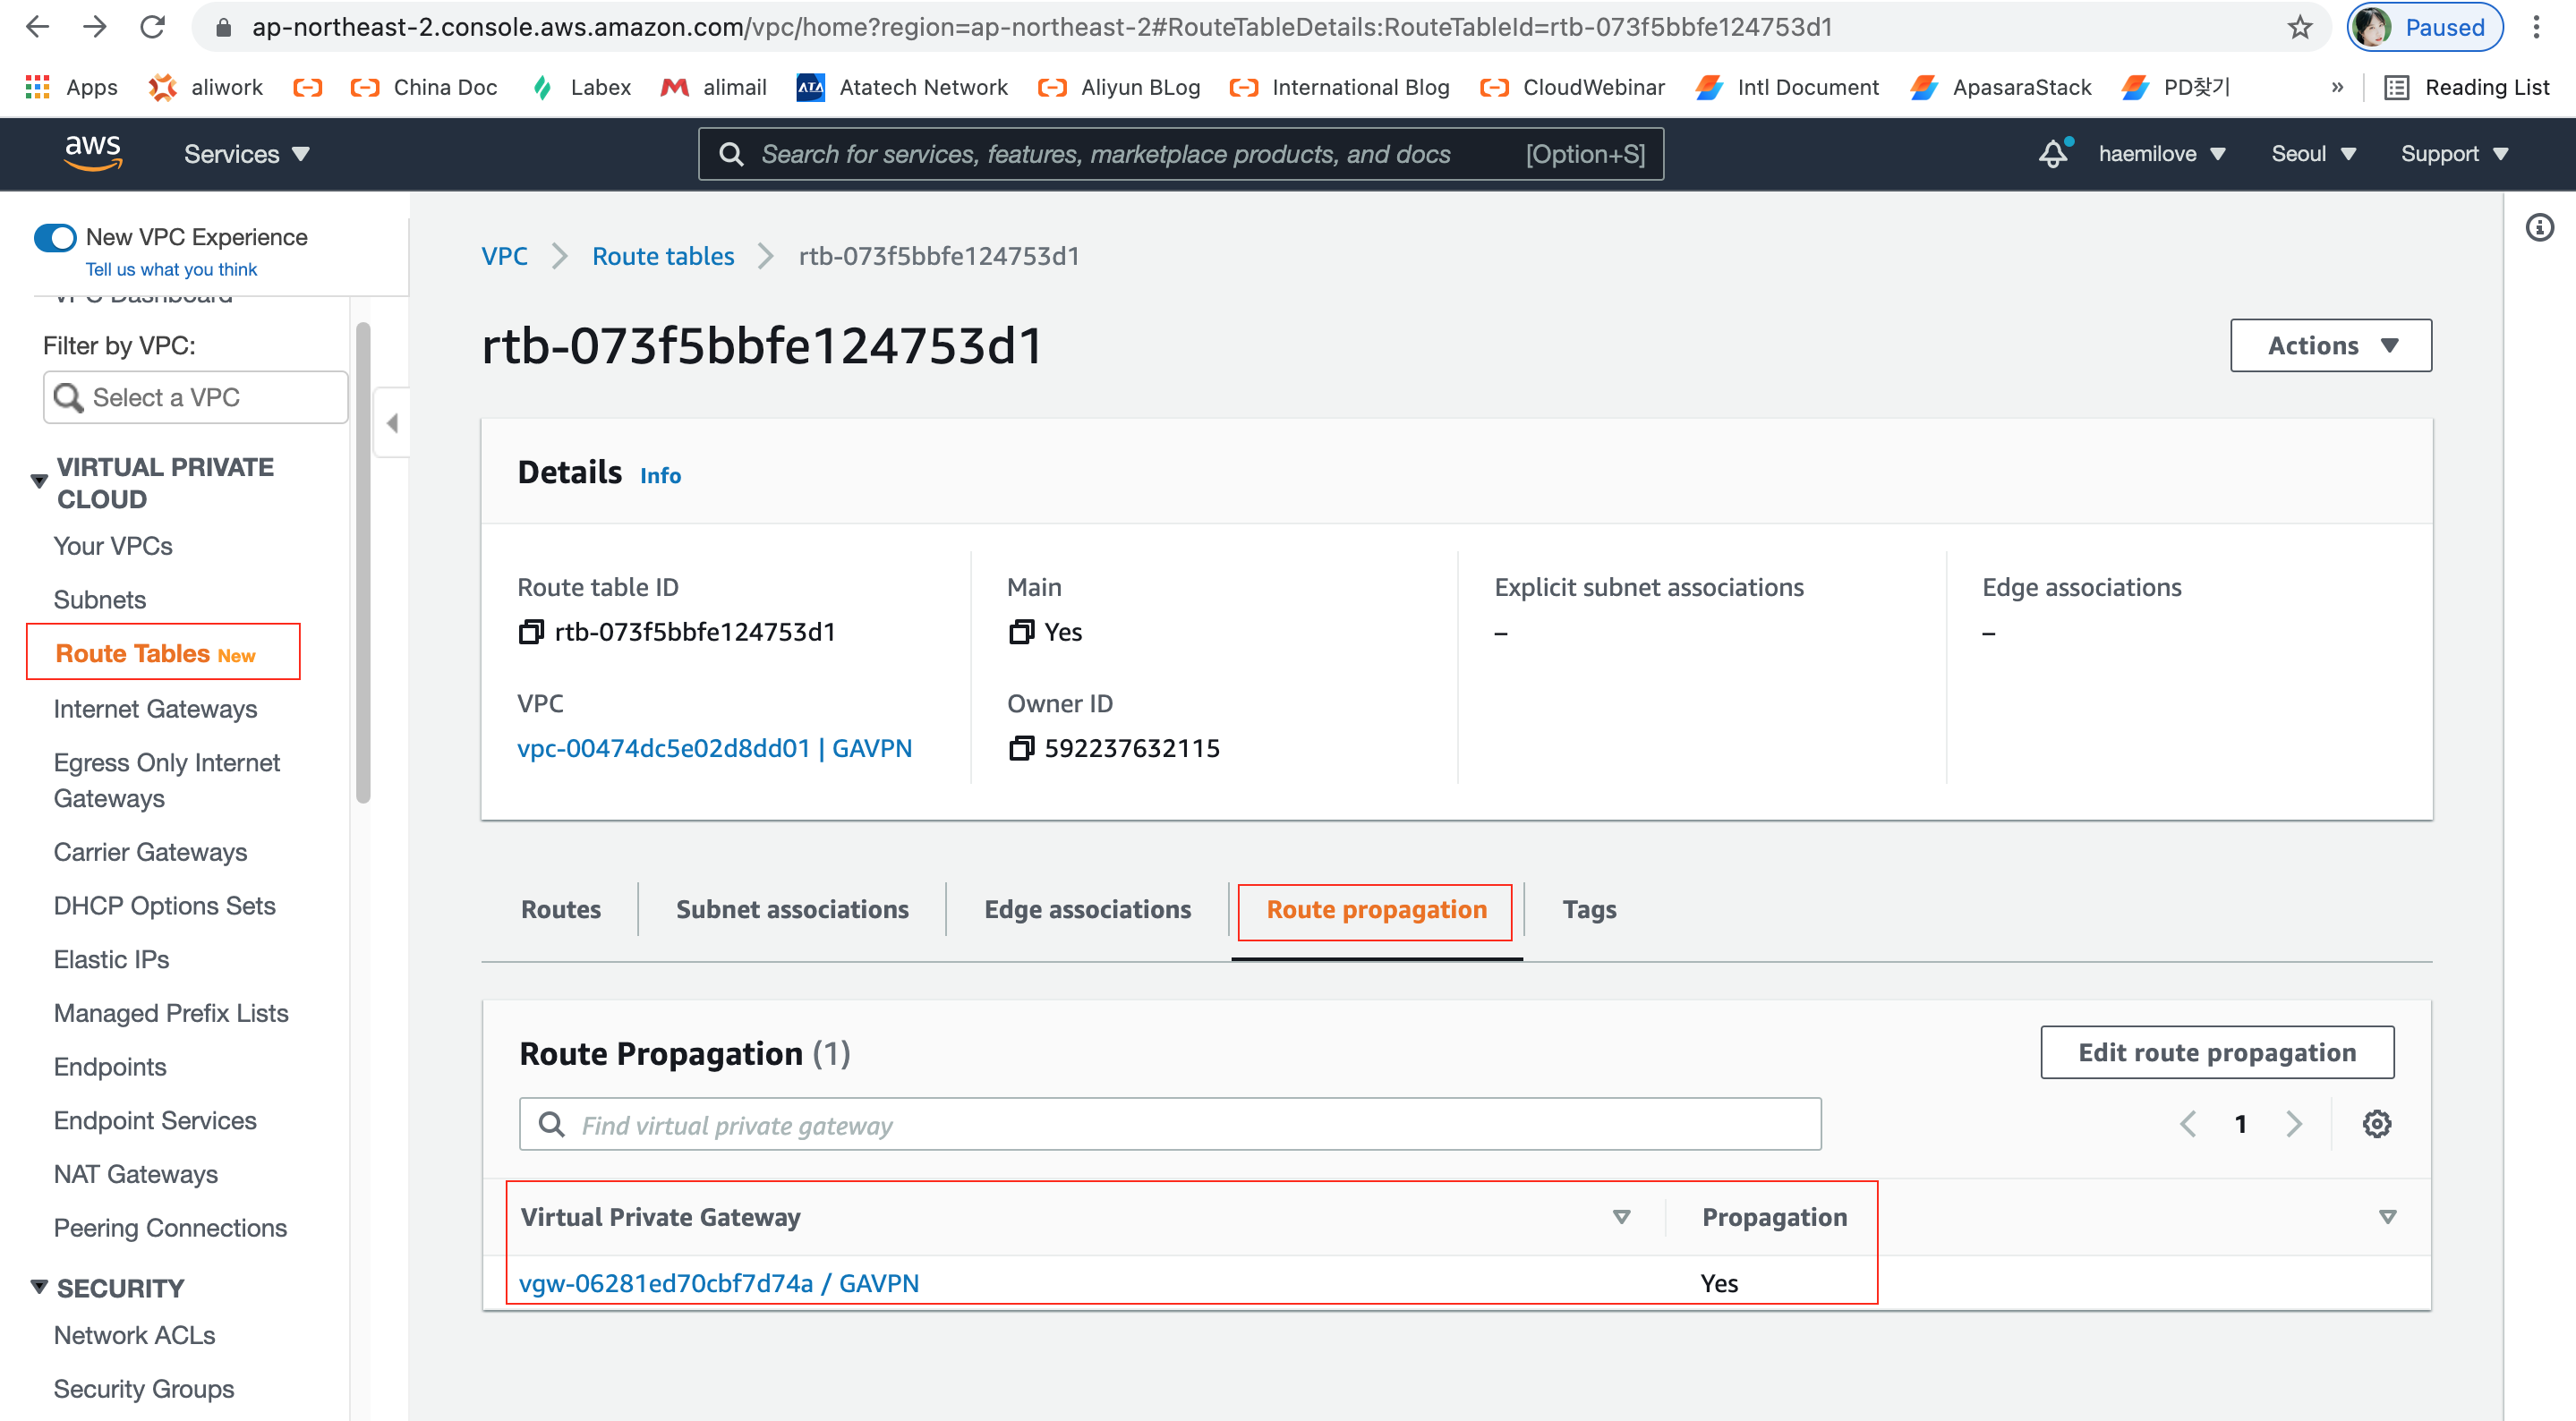 ap-northeast-2.console.aws.amazon.com/vpc/home?region=ap-northeast-2#RouteTableDetails:RouteTableId=rtb-073f5bbfe124753d1
Paused
Apps aliwork China Doc Labex alimail Atatech Network Aliyun BLog International Blog CloudWebinar Intl Document ApasaraStack PD찾기 » Reading List
aws Services Search for services, features, marketplace products, and docs [Option+S] haemilove Seoul Support
New VPC Experience
Tell us what you think
VPC Dashboard
Filter by VPC:
Select a VPC
VIRTUAL PRIVATE
CLOUD
Your VPCs
Subnets
Route Tables New
Internet Gateways
Egress Only Internet
Gateways
Carrier Gateways
DHCP Options Sets
Elastic IPs
Managed Prefix Lists
Endpoints
Endpoint Services
NAT Gateways
Peering Connections
SECURITY
Network ACLs
Security Groups
VPC Route tables rtb-073f5bbfe124753d1
rtb-073f5bbfe124753d1
Actions
Details Info
Route table ID
rtb-073f5bbfe124753d1
Main
Yes
Explicit subnet associations
–
Edge associations
–
VPC
vpc-00474dc5e02d8dd01 | GAVPN
Owner ID
592237632115
Routes Subnet associations Edge associations Route propagation Tags
Route Propagation (1)
Edit route propagation
Find virtual private gateway
1
Virtual Private Gateway Propagation
vgw-06281ed70cbf7d74a / GAVPN Yes